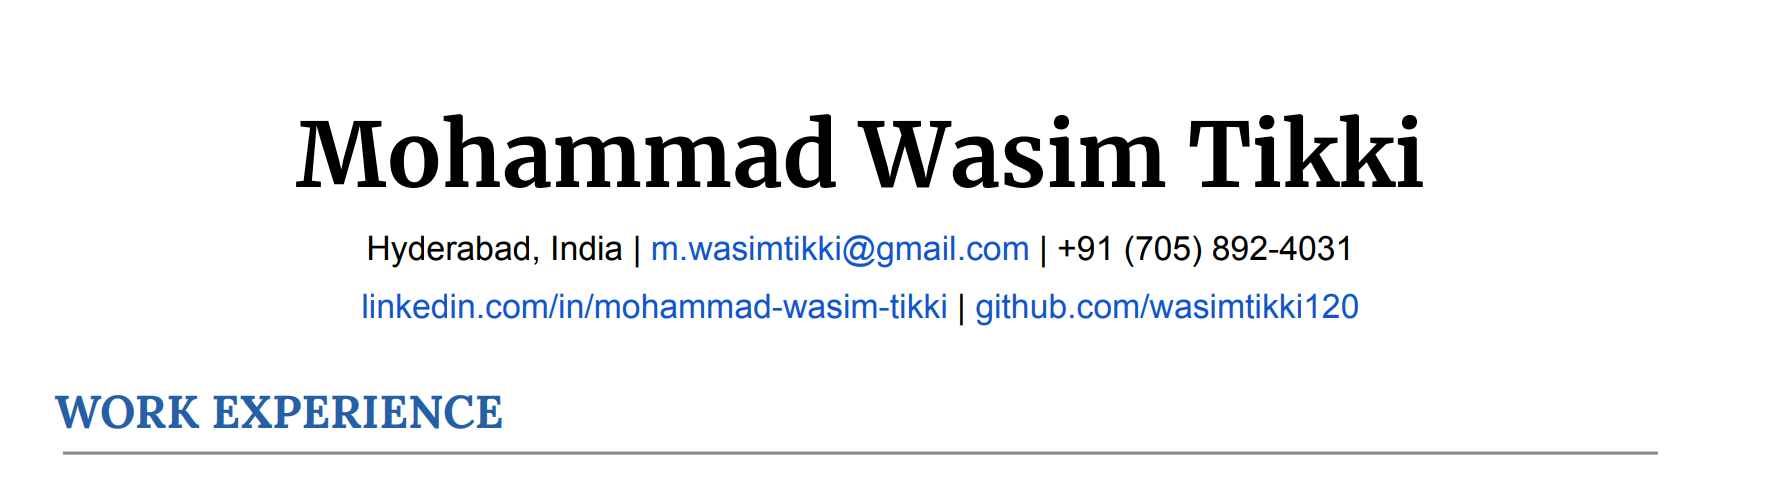 Mohammad Wasim Tikki
Hyderabad, India | m.wasimtikki@gmail.com | +91 (705) 892-4031
linkedin.com/in/mohammad-wasim-tikki | github.com/wasimtikki120
WORK EXPERIENCE